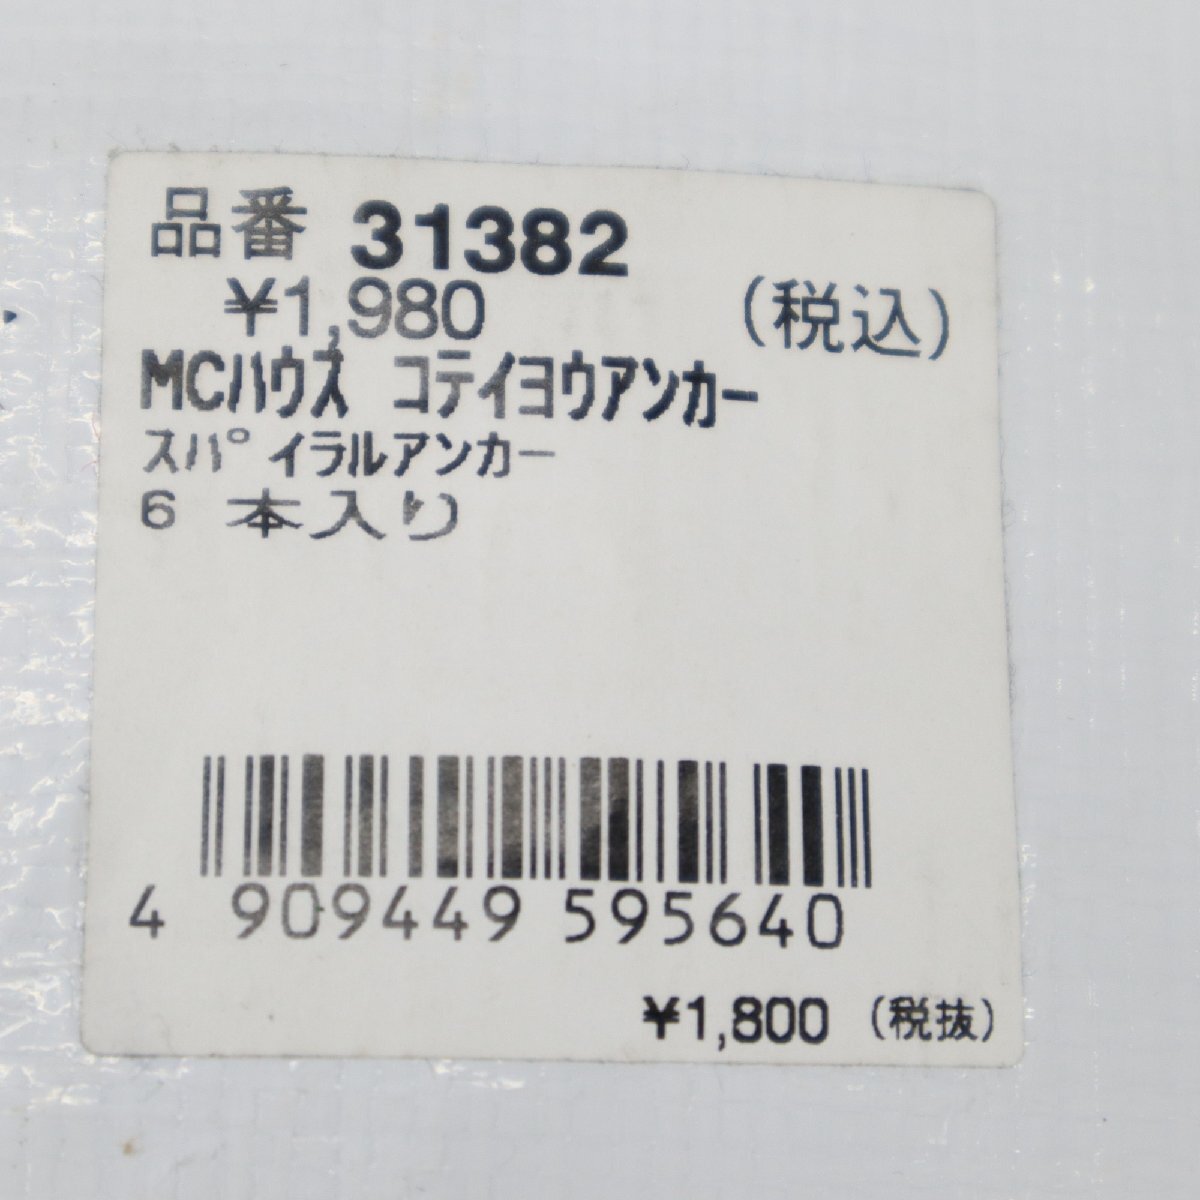 品番 31382
¥1,980 (税込)
MCハウス コテイヨウアンカー
スパイラルアンカー
6 本入り
4 909449 595640
¥1,800 (税抜)